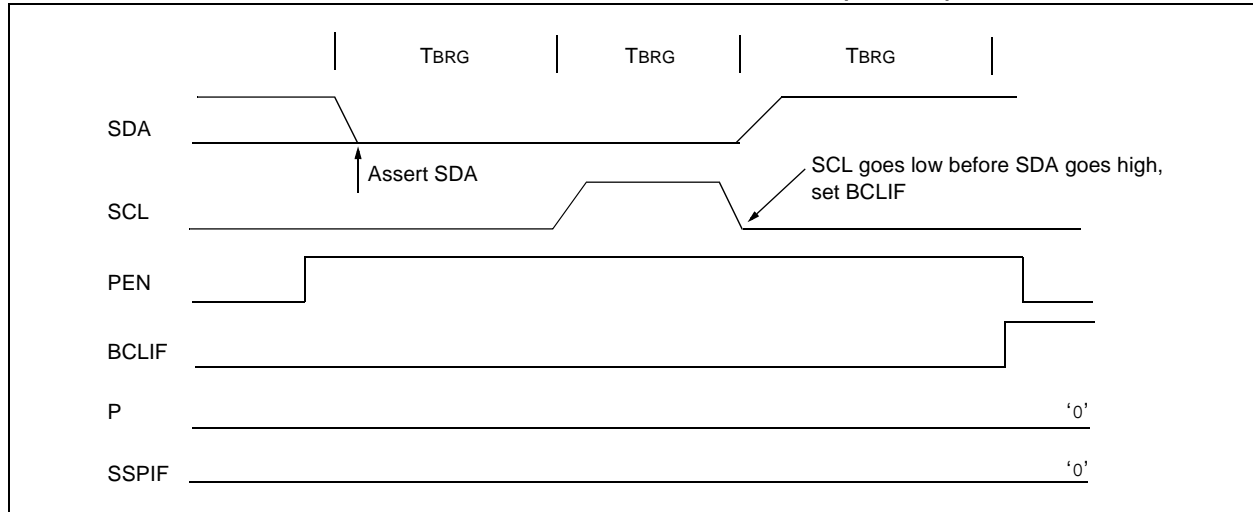 TBRG TBRG TBRG
SDA
Assert SDA
SCL goes low before SDA goes high,
set BCLIF
SCL
PEN
BCLIF
P ‘0’
SSPIF ‘0’